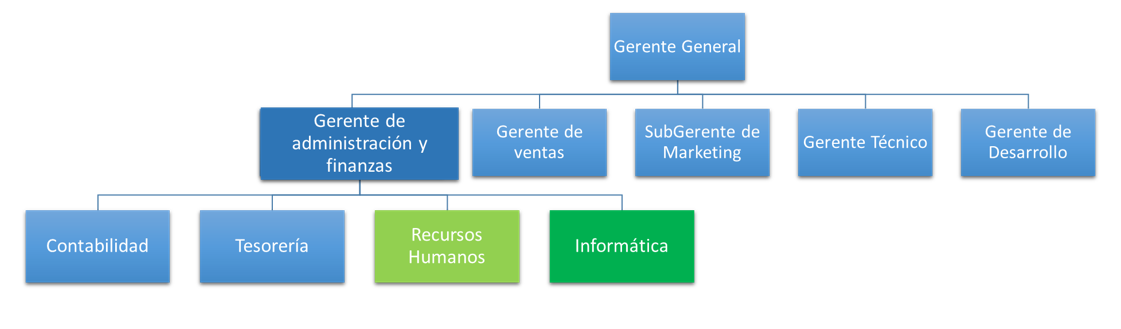 Gerente General
Gerente de
administración y
finanzas
Gerente de
ventas
SubGerente de
Marketing
Gerente Técnico
Gerente de
Desarrollo
Contabilidad
Tesorería
Recursos
Humanos
Informática